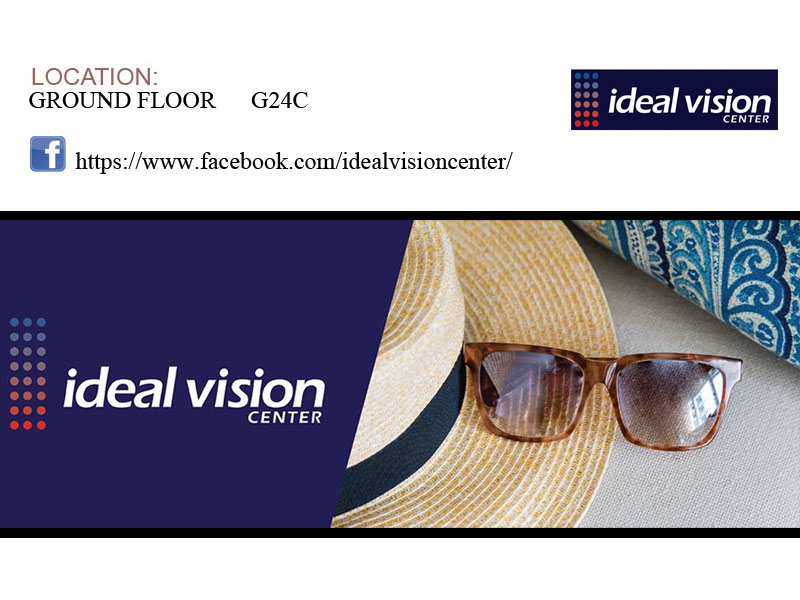 LOCATION:
GROUND FLOOR G24C
ideal vision
CENTER
f https://www.facebook.com/idealvisioncenter/
ideal vision
CENTER